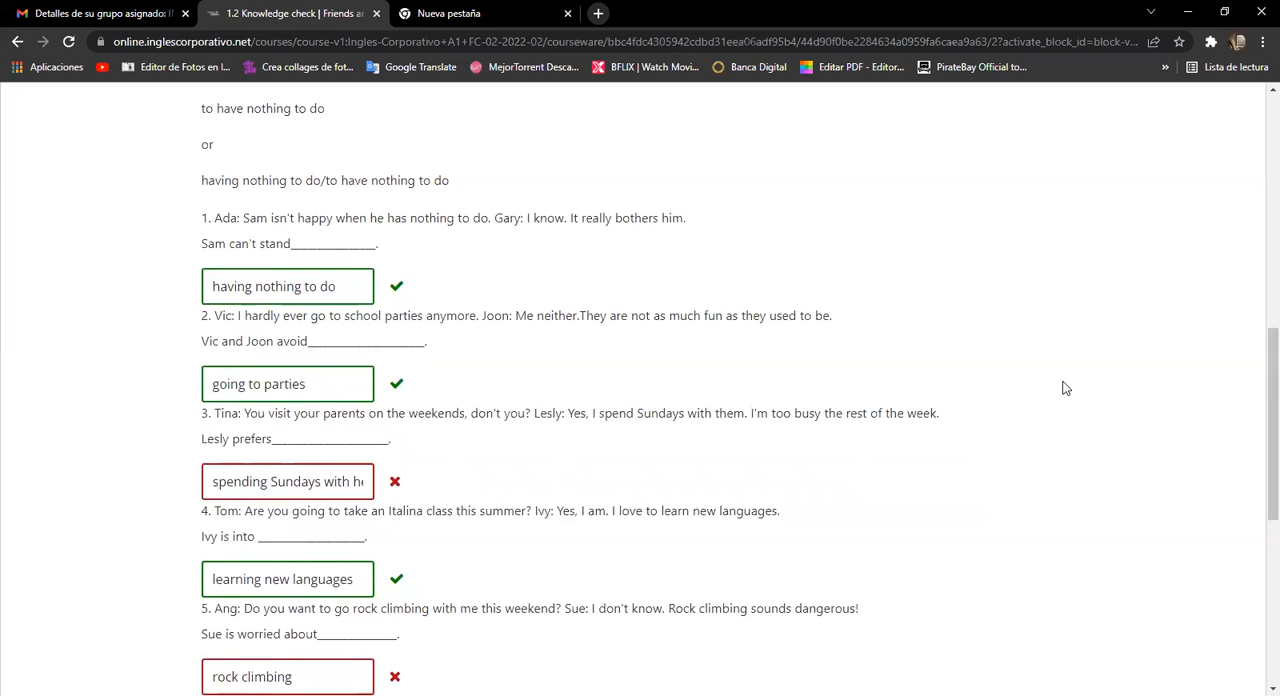 Detalles de su grupo asignado: I
1.2 Knowledge check | Friends a
Nueva pestaña
online.inglescorporativo.net/courses/course-v1:Ingles-Corporativo+A1+FC-02-2022-02/courseware/bbc4fdc4305942cdbd31eea06adf95b4/44d90f0be2284634a0959fa6caea9a63/2?activate_block_id=block-v...
Aplicaciones
Editor de Fotos en l...
Crea collages de fot...
Google Translate
MejorTorrent Desca...
BFLIX | Watch Movi...
Banca Digital
Editar PDF - Editor...
PirateBay Official to...
»
Lista de lectura
to have nothing to do
or
having nothing to do/to have nothing to do
1. Ada: Sam isn't happy when he has nothing to do. Gary: I know. It really bothers him.
Sam can't stand______________.
having nothing to do
2. Vic: I hardly ever go to school parties anymore. Joon: Me neither.They are not as much fun as they used to be.
Vic and Joon avoid____________________.
going to parties
3. Tina: You visit your parents on the weekends, don't you? Lesly: Yes, I spend Sundays with them. I'm too busy the rest of the week.
Lesly prefers____________________.
spending Sundays with he
4. Tom: Are you going to take an Italina class this summer? Ivy: Yes, I am. I love to learn new languages.
Ivy is into __________________.
learning new languages
5. Ang: Do you want to go rock climbing with me this weekend? Sue: I don't know. Rock climbing sounds dangerous!
Sue is worried about______________.
rock climbing